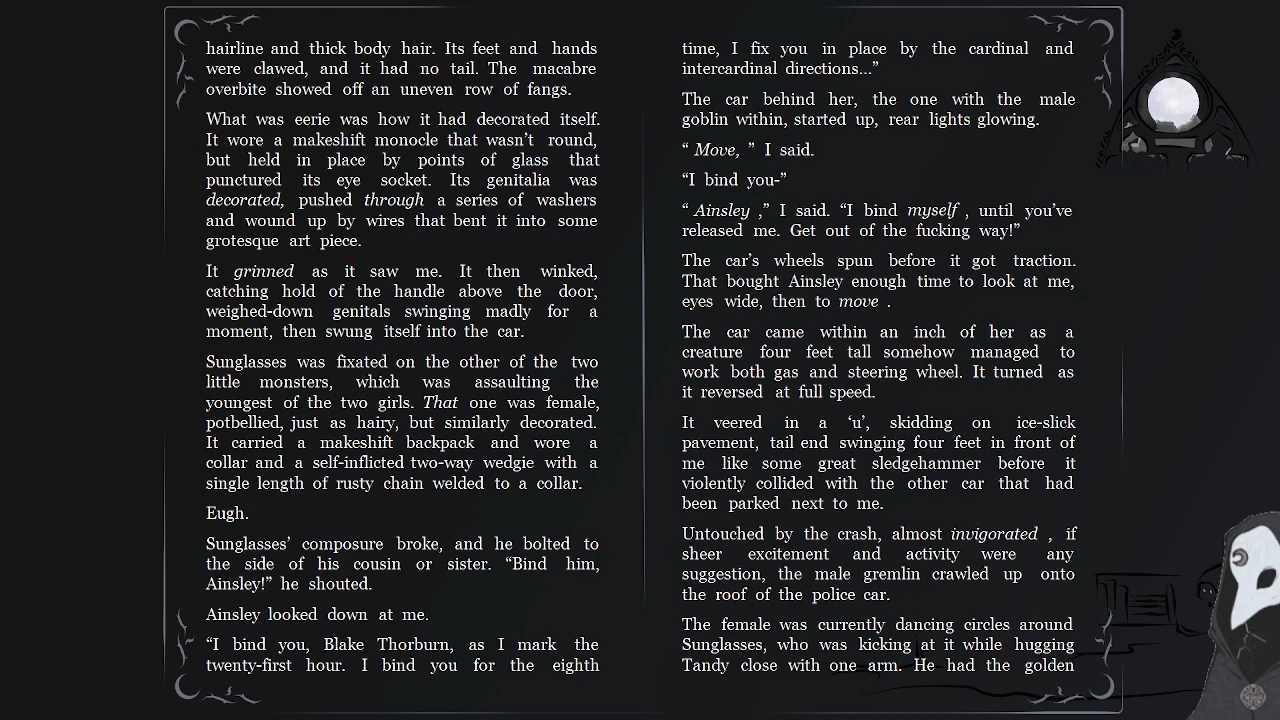 hairline and thick body hair. Its feet and hands
were clawed, and it had no tail. The macabre
overbite showed off an uneven row of fangs.
What was eerie was how it had decorated itself.
It wore a makeshift monocle that wasn't round,
but held in place by points of glass that
punctured its eye socket. Its genitalia was
decorated, pushed through a series of washers
and wound up by wires that bent it into some
grotesque art piece.
It grinned as it saw me. It then winked,
catching hold of the handle above the door,
weighed-down genitals swinging madly for a
moment, then swung itself into the car.
Sunglasses was fixated on the other of the two
little monsters, which was assaulting the
youngest of the two girls. That one was female,
potbellied, just as hairy, but similarly decorated.
It carried a makeshift backpack and wore a
collar and a self-inflicted two-way wedgie with a
single length of rusty chain welded to a collar.
Eugh.
Sunglasses' composure broke, and he bolted to
the side of his cousin or sister. “Bind him,
Ainsley!” he shouted.
Ainsley looked down at me.
“I bind you, Blake Thorburn, as I mark the
twenty-first hour. I bind you for the eighth
time, I fix you in place by the cardinal and
intercardinal directions…”
The car behind her, the one with the male
goblin within, started up, rear lights glowing.
“ Move, ” I said.
“I bind you-”
“ Ainsley ,” I said. “I bind myself , until you've
released me. Get out of the fucking way!”
The car's wheels spun before it got traction.
That bought Ainsley enough time to look at me,
eyes wide, then to move .
The car came within an inch of her as a
creature four feet tall somehow managed to
work both gas and steering wheel. It turned as
it reversed at full speed.
It veered in a ‘u’, skidding on ice-slick
pavement, tail end swinging four feet in front of
me like some great sledgehammer before it
violently collided with the other car that had
been parked next to me.
Untouched by the crash, almost invigorated , if
sheer excitement and activity were any
suggestion, the male gremlin crawled up onto
the roof of the police car.
The female was currently dancing circles around
Sunglasses, who was kicking at it while hugging
Tandy close with one arm. He had the golden